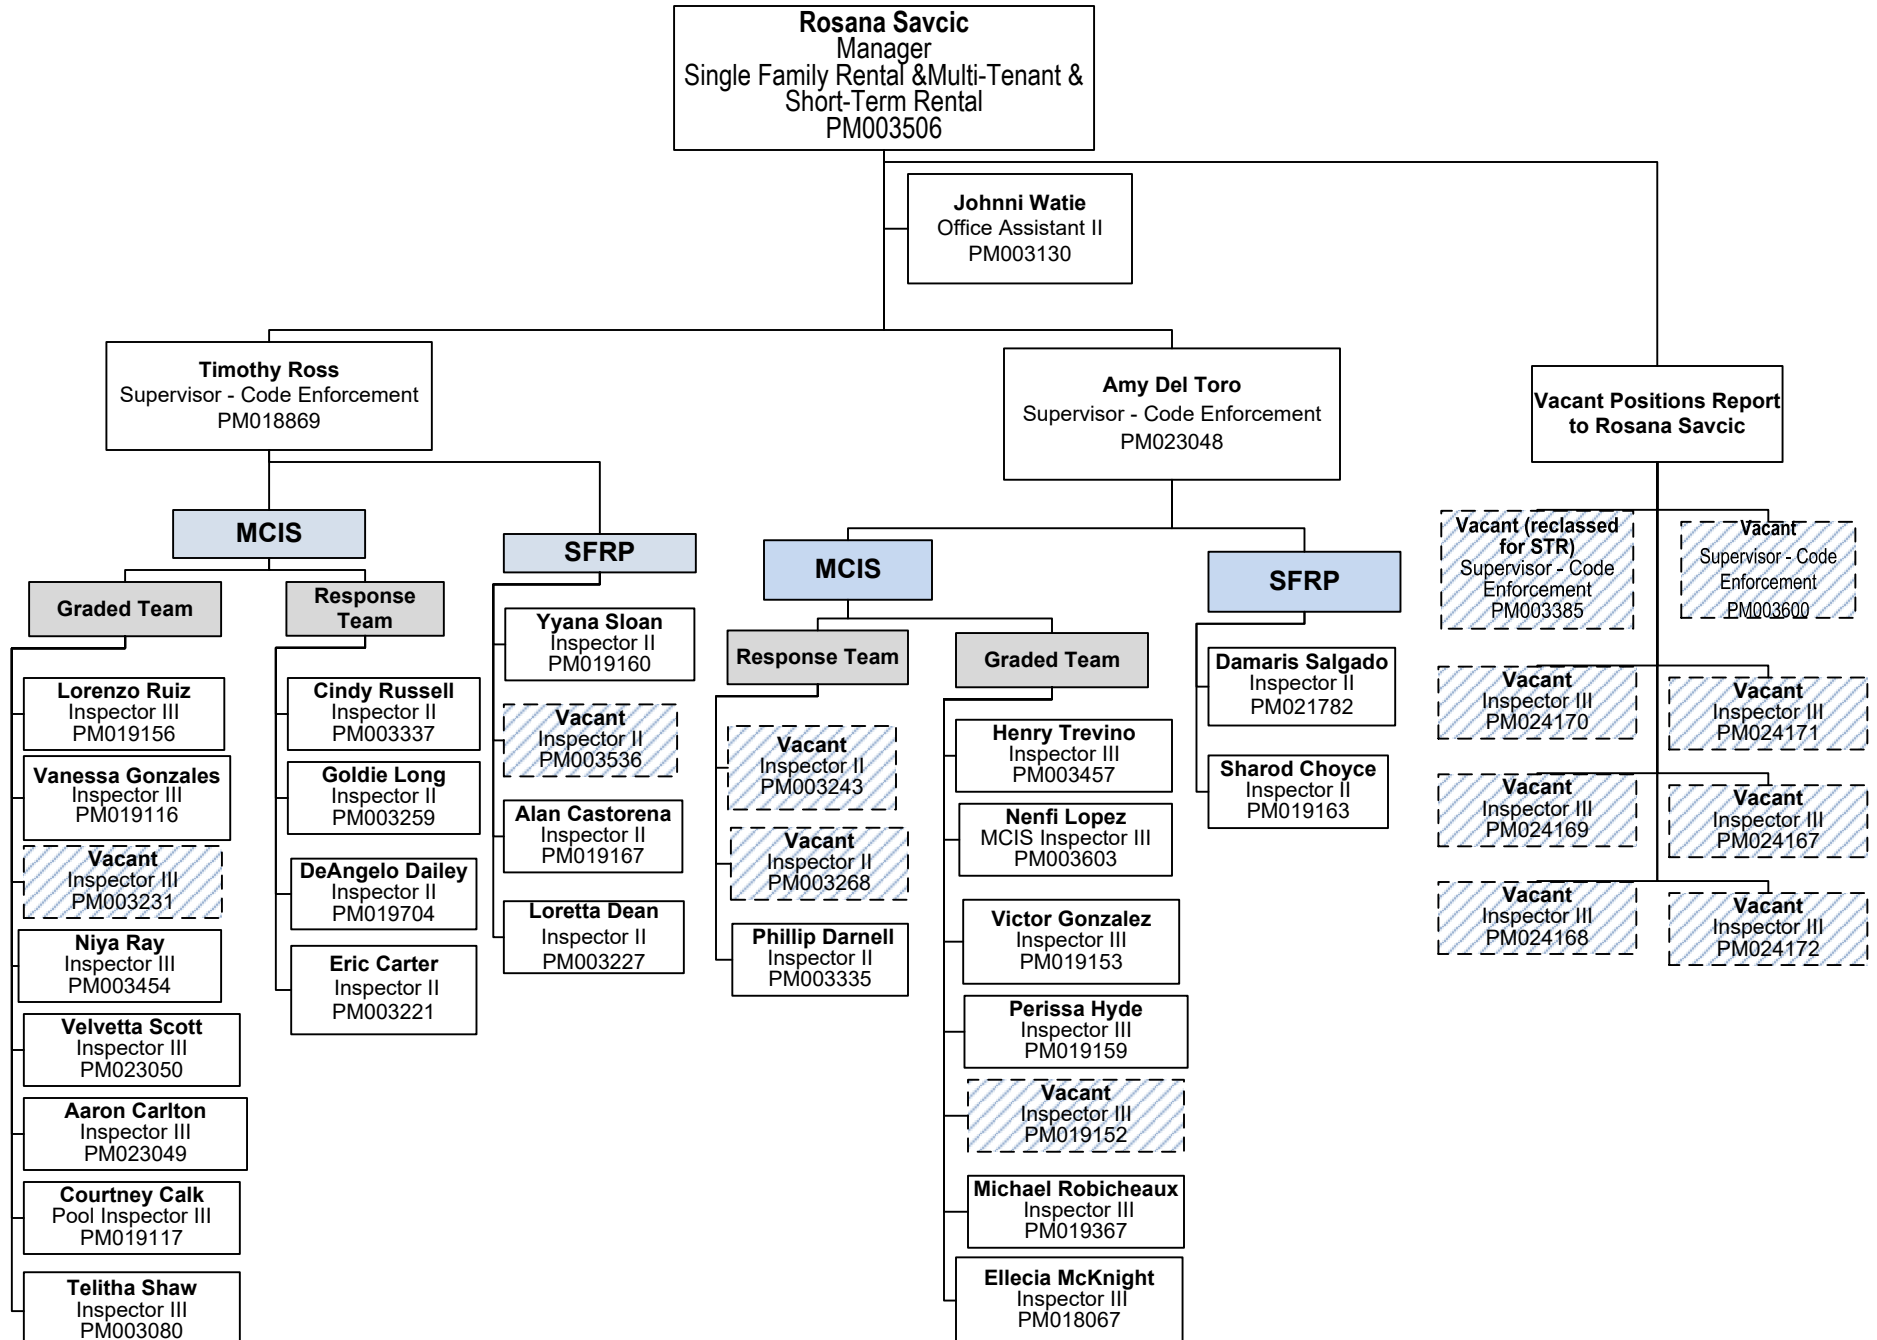 Rosana Savcic
Manager
Single Family Rental &Multi-Tenant &
Short-Term Rental
PM003506
Johnni Watie
Office Assistant II
PM003130
Timothy Ross
Supervisor - Code Enforcement
PM018869
Amy Del Toro
Supervisor - Code Enforcement
PM023048
Vacant Positions Report
to Rosana Savcic
MCIS
Graded Team
Lorenzo Ruiz
Inspector III
PM019156
Vanessa Gonzales
Inspector III
PM019116
Vacant
Inspector III
PM003231
Niya Ray
Inspector III
PM003454
Velvetta Scott
Inspector III
PM023050
Aaron Carlton
Inspector III
PM023049
Courtney Calk
Pool Inspector III
PM019117
Telitha Shaw
Inspector III
PM003080
Response
Team
Cindy Russell
Inspector II
PM003337
Goldie Long
Inspector II
PM003259
DeAngelo Dailey
Inspector II
PM019704
Eric Carter
Inspector II
PM003221
SFRP
Yyana Sloan
Inspector II
PM019160
Vacant
Inspector II
PM003536
Alan Castorena
Inspector II
PM019167
Loretta Dean
Inspector II
PM003227
MCIS
Response Team
Vacant
Inspector II
PM003243
Vacant
Inspector II
PM003268
Phillip Darnell
Inspector II
PM003335
Graded Team
Henry Trevino
Inspector III
PM003457
Nenfi Lopez
MCIS Inspector III
PM003603
Victor Gonzalez
Inspector III
PM019153
Perissa Hyde
Inspector III
PM019159
Vacant
Inspector III
PM019152
Michael Robicheaux
Inspector III
PM019367
Ellecia McKnight
Inspector III
PM018067
SFRP
Damaris Salgado
Inspector II
PM021782
Sharod Choyce
Inspector II
PM019163
Vacant (reclassed
for STR)
Supervisor - Code
Enforcement
PM003385
Vacant
Supervisor - Code
Enforcement
PM003600
Vacant
Inspector III
PM024170
Vacant
Inspector III
PM024171
Vacant
Inspector III
PM024169
Vacant
Inspector III
PM024167
Vacant
Inspector III
PM024168
Vacant
Inspector III
PM024172